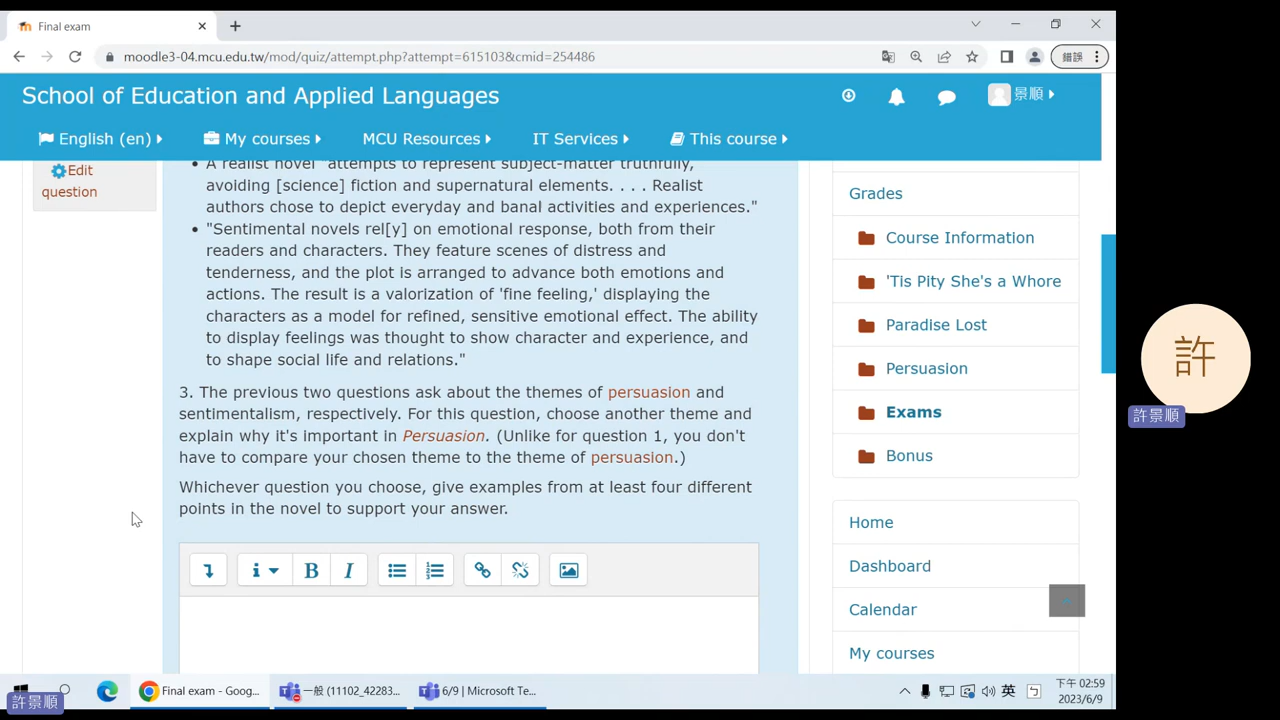 Final exam
moodle3-04.mcu.edu.tw/mod/quiz/attempt.php?attempt=615103&cmid=254486
錯誤
School of Education and Applied Languages
景順
English (en)
My courses
MCU Resources
IT Services
This course
Edit
question
• A realist novel "attempts to represent subject-matter truthfully,
avoiding [science] fiction and supernatural elements. . . . Realist
authors chose to depict everyday and banal activities and experiences."
• "Sentimental novels rel[y] on emotional response, both from their
readers and characters. They feature scenes of distress and
tenderness, and the plot is arranged to advance both emotions and
actions. The result is a valorization of 'fine feeling,' displaying the
characters as a model for refined, sensitive emotional effect. The ability
to display feelings was thought to show character and experience, and
to shape social life and relations."
3. The previous two questions ask about the themes of persuasion and
sentimentalism, respectively. For this question, choose another theme and
explain why it's important in Persuasion. (Unlike for question 1, you don't
have to compare your chosen theme to the theme of persuasion.)
Whichever question you choose, give examples from at least four different
points in the novel to support your answer.
B I
Grades
Course Information
'Tis Pity She's a Whore
Paradise Lost
Persuasion
Exams
Bonus
Home
Dashboard
Calendar
My courses
許
許景順
Final exam - Goog...
一般 (11102_42283...
6/9 | Microsoft Te...
英
下午 02:59
2023/6/9
許景順